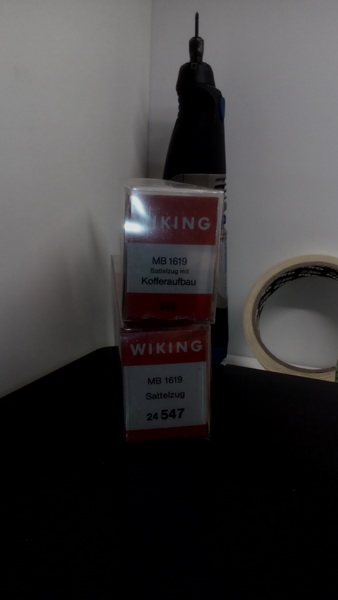 WIKING
MB 1619
Sattelzug mit
Kofferaufbau
WIKING
MB 1619
Sattelzug
24 547